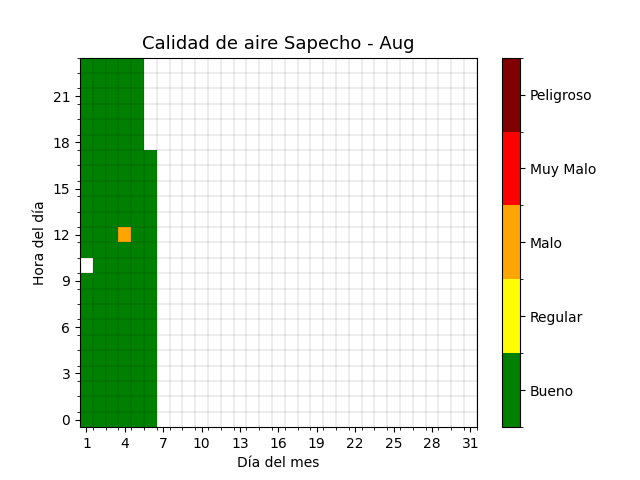 Calidad de aire Sapecho - Aug
Hora del día
21
18
15
12
9
6
3
0
1 4 7 10 13 16 19 22 25 28 31
Día del mes
Peligroso
Muy Malo
Malo
Regular
Bueno